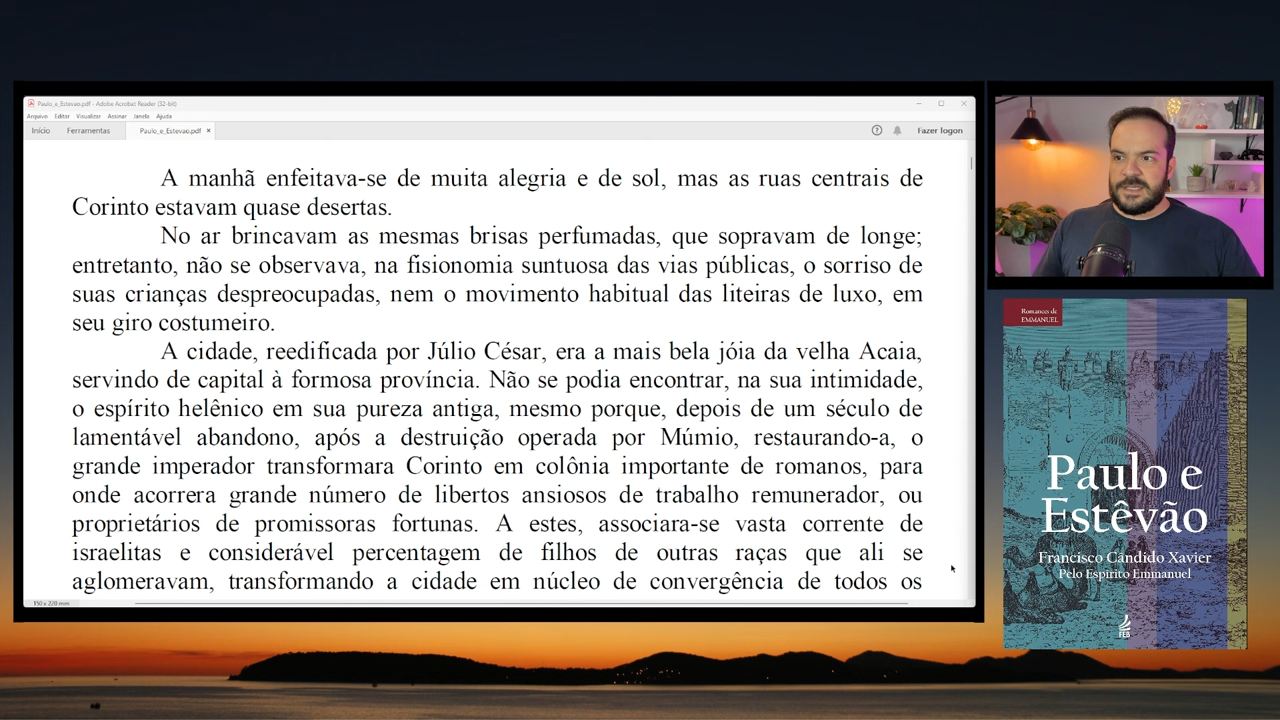 Paulo_e_Estevao.pdf - Adobe Acrobat Reader (32-bit)
Arquivo Editar Visualizar Assinar Janela Ajuda
Início Ferramentas Paulo_e_Estevao.pdf × Fazer logon
A manhã enfeitava-se de muita alegria e de sol, mas as ruas centrais de
Corinto estavam quase desertas.
No ar brincavam as mesmas brisas perfumadas, que sopravam de longe;
entretanto, não se observava, na fisionomia suntuosa das vias públicas, o sorriso de
suas crianças despreocupadas, nem o movimento habitual das liteiras de luxo, em
seu giro costumeiro.
A cidade, reedificada por Júlio César, era a mais bela jóia da velha Acaia,
servindo de capital à formosa província. Não se podia encontrar, na sua intimidade,
o espírito helênico em sua pureza antiga, mesmo porque, depois de um século de
lamentável abandono, após a destruição operada por Múmio, restaurando-a, o
grande imperador transformara Corinto em colônia importante de romanos, para
onde acorrera grande número de libertos ansiosos de trabalho remunerador, ou
proprietários de promissoras fortunas. A estes, associara-se vasta corrente de
israelitas e considerável percentagem de filhos de outras raças que ali se
aglomeravam, transformando a cidade em núcleo de convergência de todos os
150 x 220 mm
Romances de
EMMANUEL
Paulo e
Estêvão
Francisco Cândido Xavier
Pelo Espírito Emmanuel
FEB